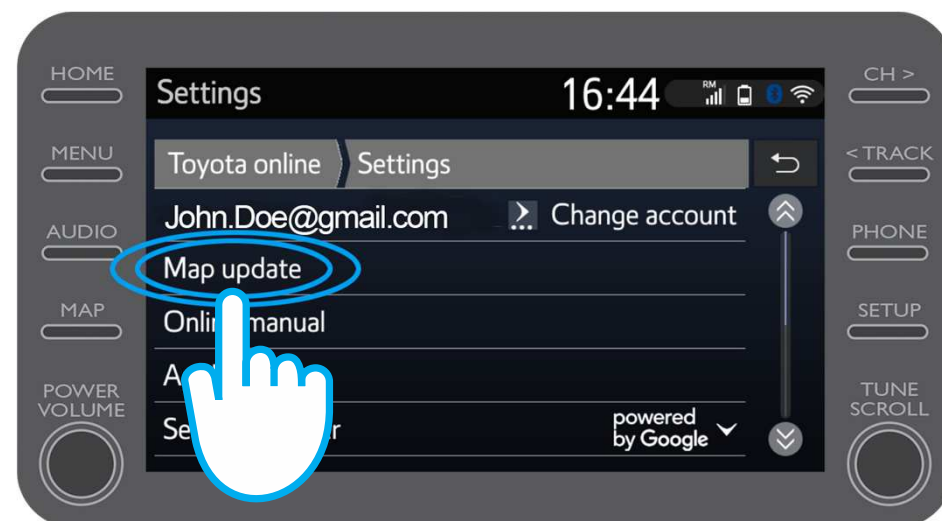 HOME
MENU
AUDIO
MAP
POWER
VOLUME
Settings 16:44 RM
Toyota online Settings
John.Doe@gmail.com Change account
Map update
manual
powered
by Google
CH >
< TRACK
PHONE
SETUP
TUNE
SCROLL